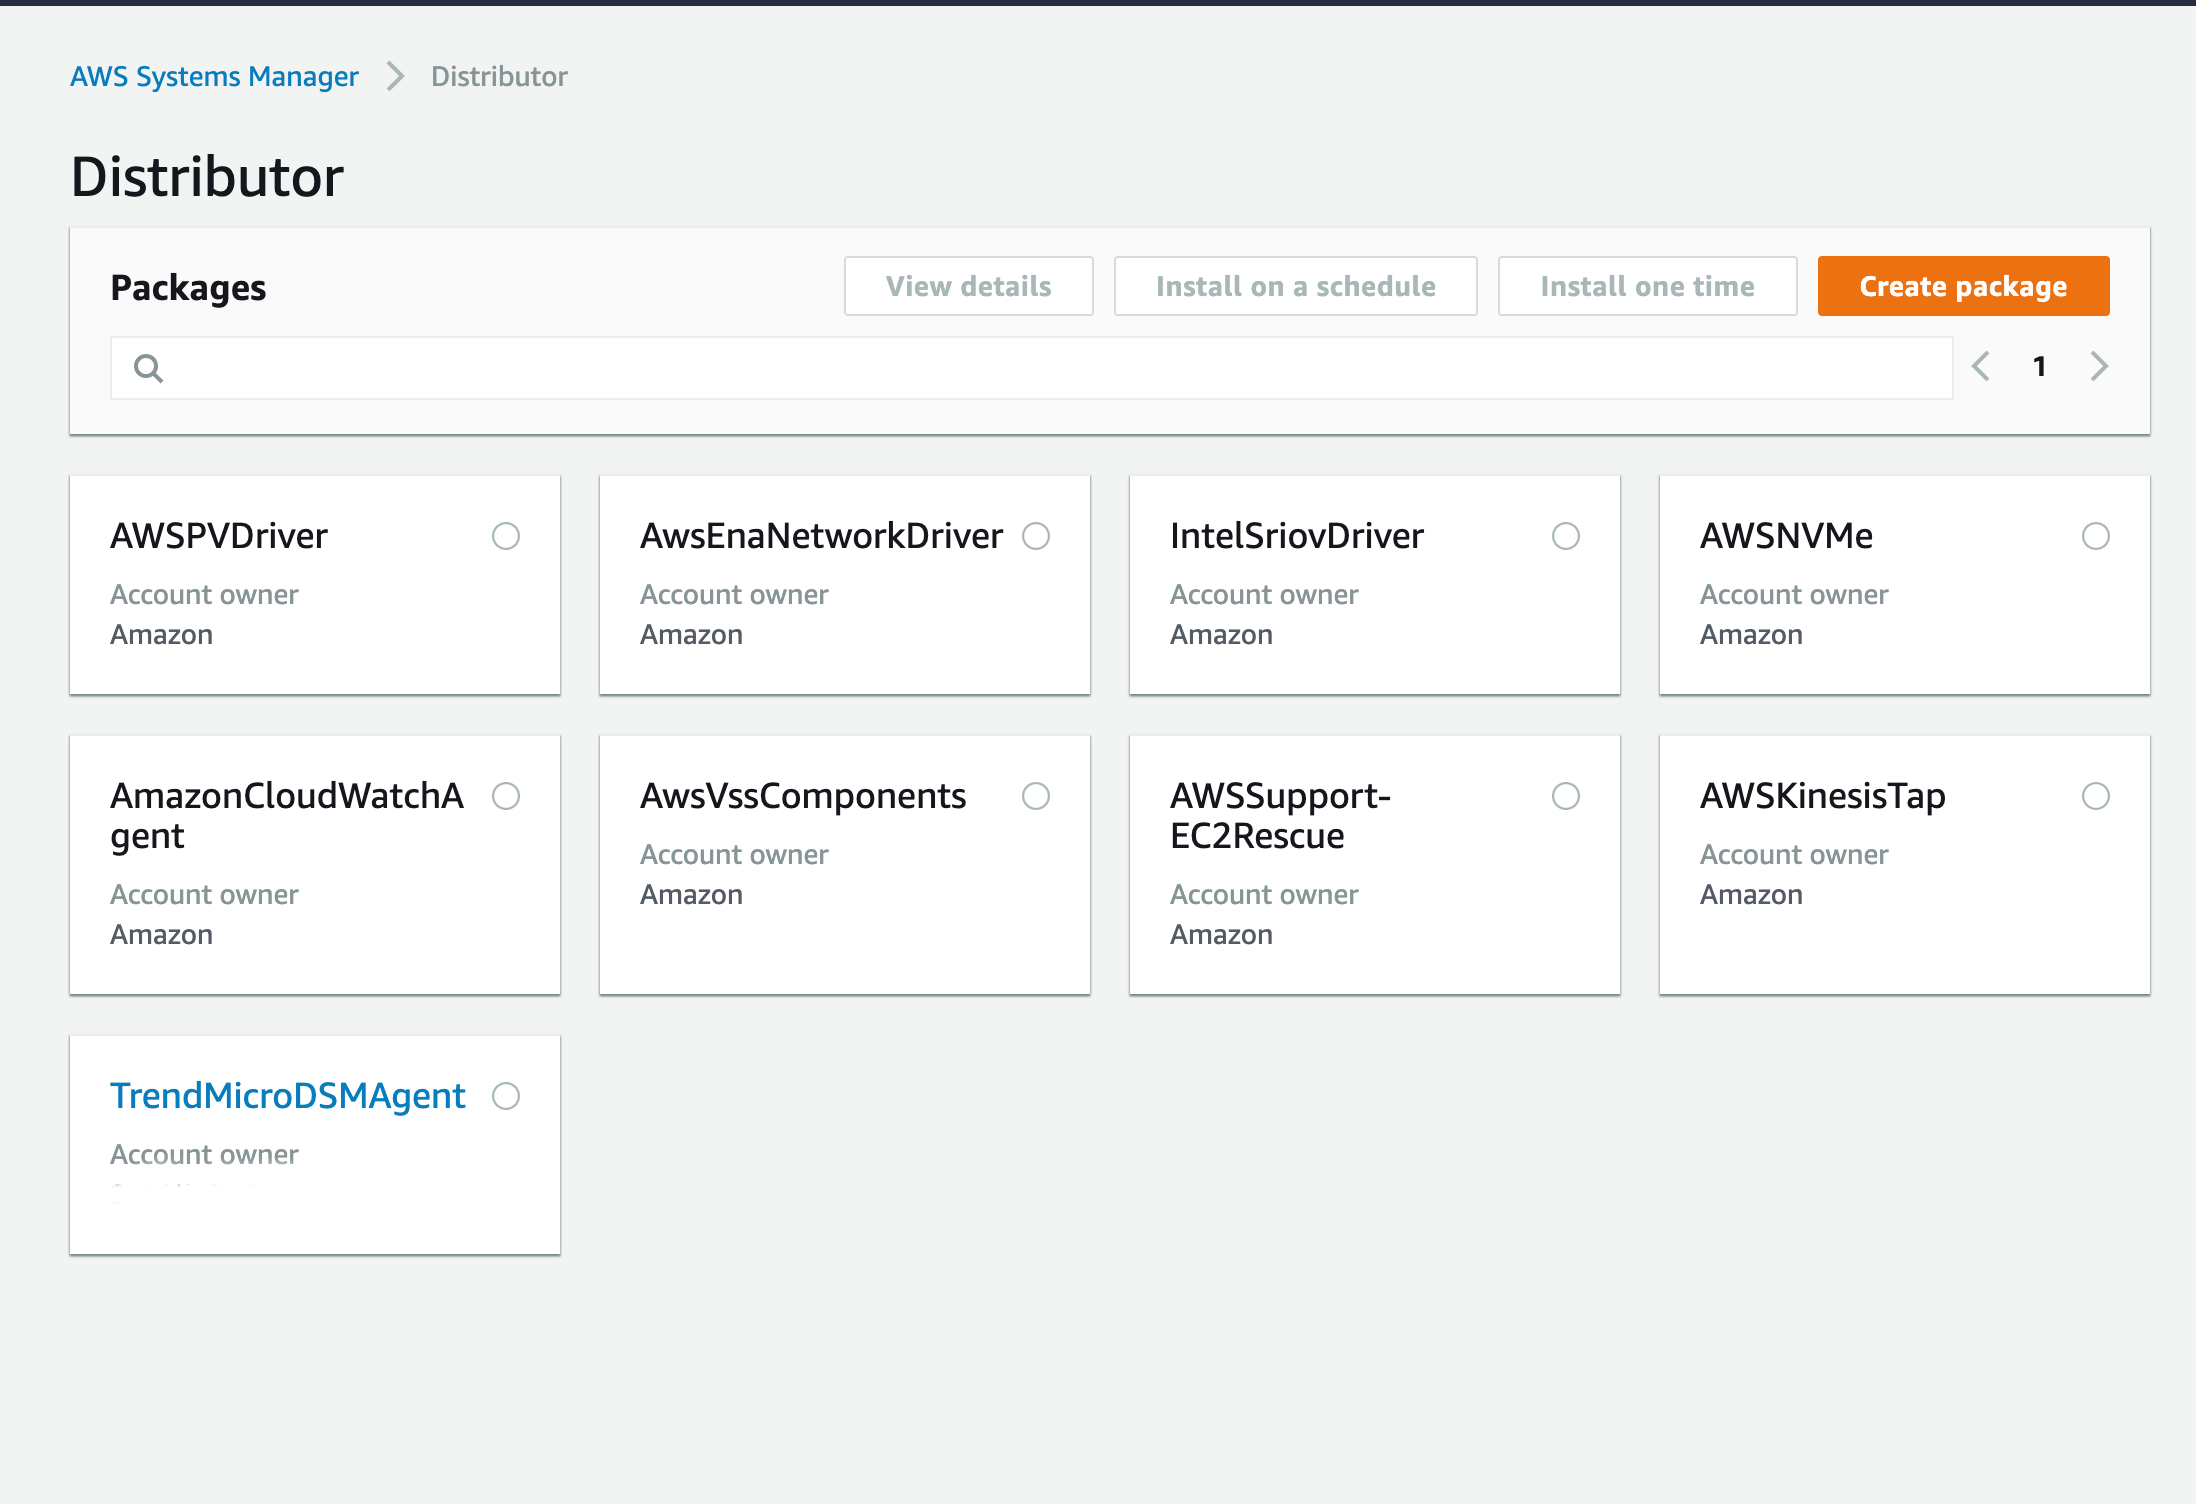 AWS Systems Manager
Distributor
Distributor
Packages
View details
Install on a schedule
Install one time
Create package
1
AWSPVDriver
Account owner
Amazon
AwsEnaNetworkDriver
Account owner
Amazon
IntelSriovDriver
Account owner
Amazon
AWSNVMe
Account owner
Amazon
AmazonCloudWatchA
gent
Account owner
Amazon
AwsVssComponents
Account owner
Amazon
AWSSupport-
EC2Rescue
Account owner
Amazon
AWSKinesisTap
Account owner
Amazon
TrendMicroDSMAgent
Account owner